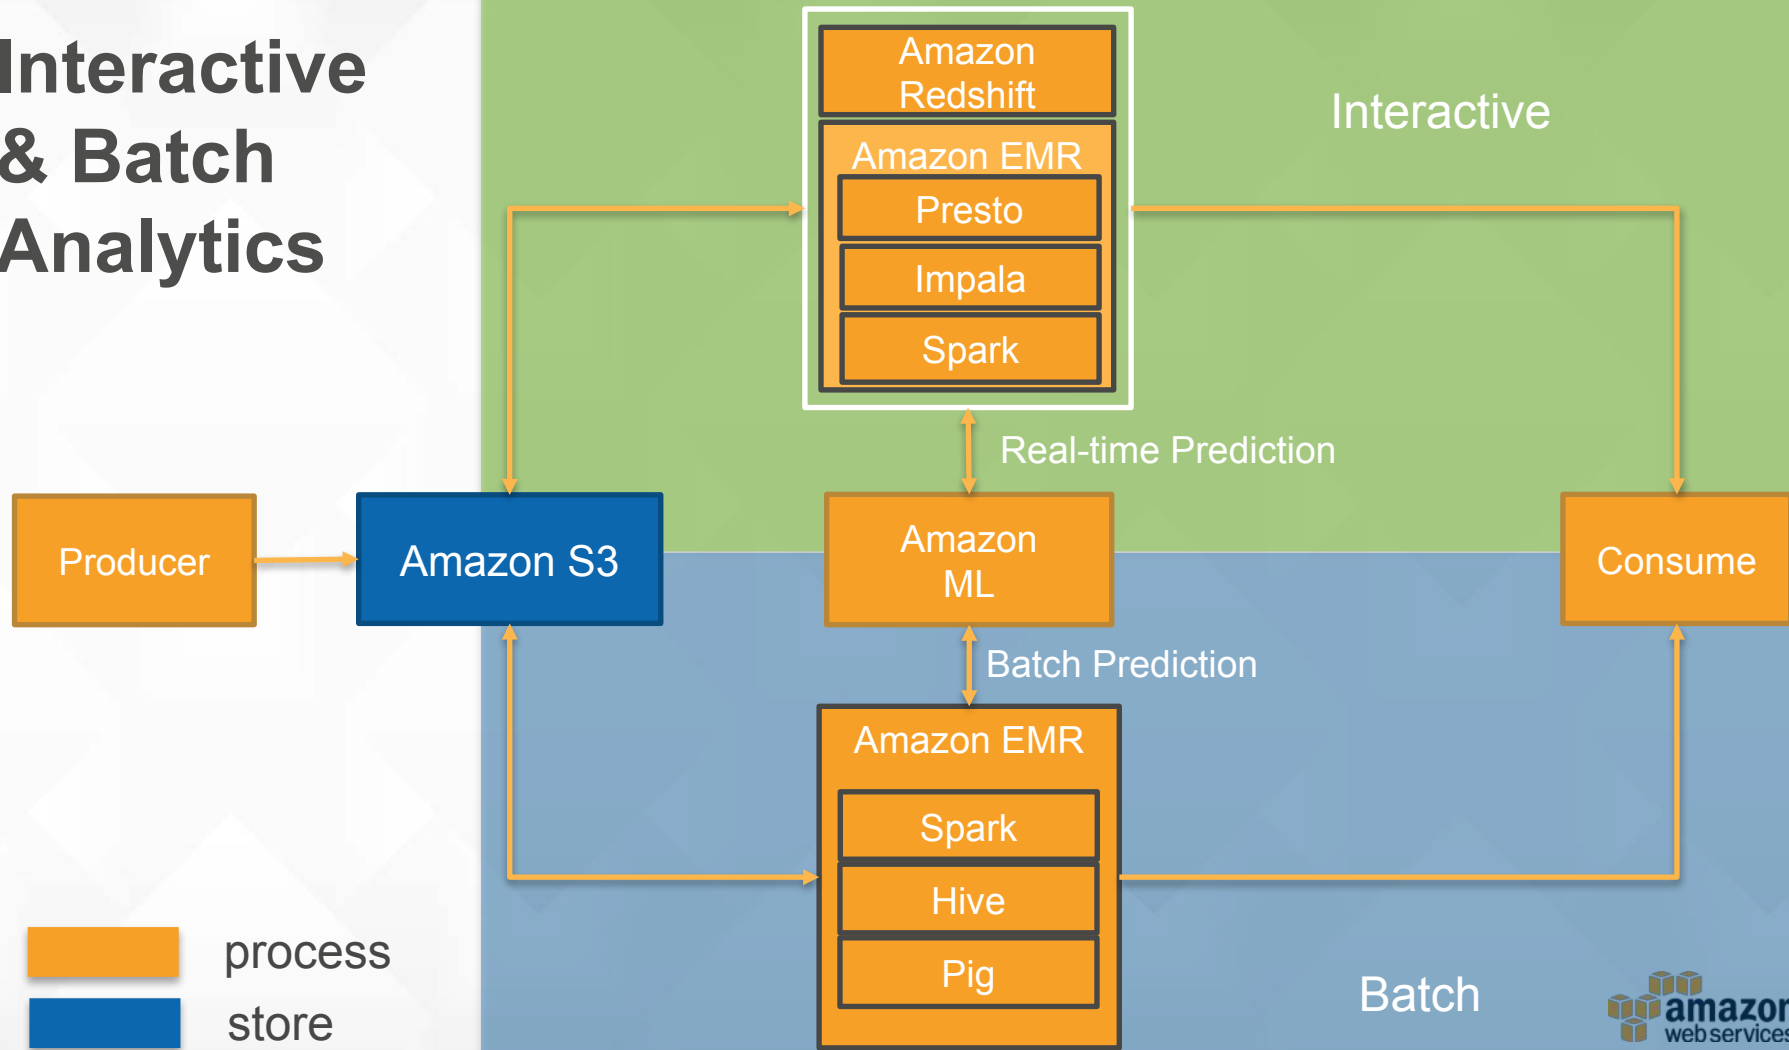 Interactive
& Batch
Analytics
Amazon
Redshift
Amazon EMR
Presto
Impala
Spark
Interactive
Real-time Prediction
Producer
Amazon S3
Amazon
ML
Consume
Batch Prediction
Amazon EMR
Spark
Hive
Pig
process
store
Batch
amazon
web services